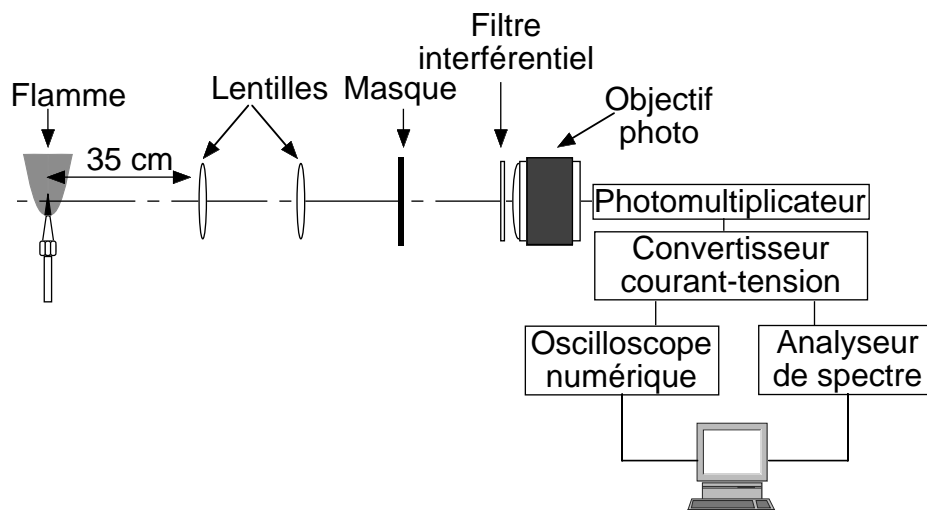 Filtre
interférentiel
Lentilles
Masque
Objectif
photo
Flamme
35 cm
Photomultiplicateur
Convertisseur
courant-tension
Oscilloscope
numérique
Analyseur
de spectre